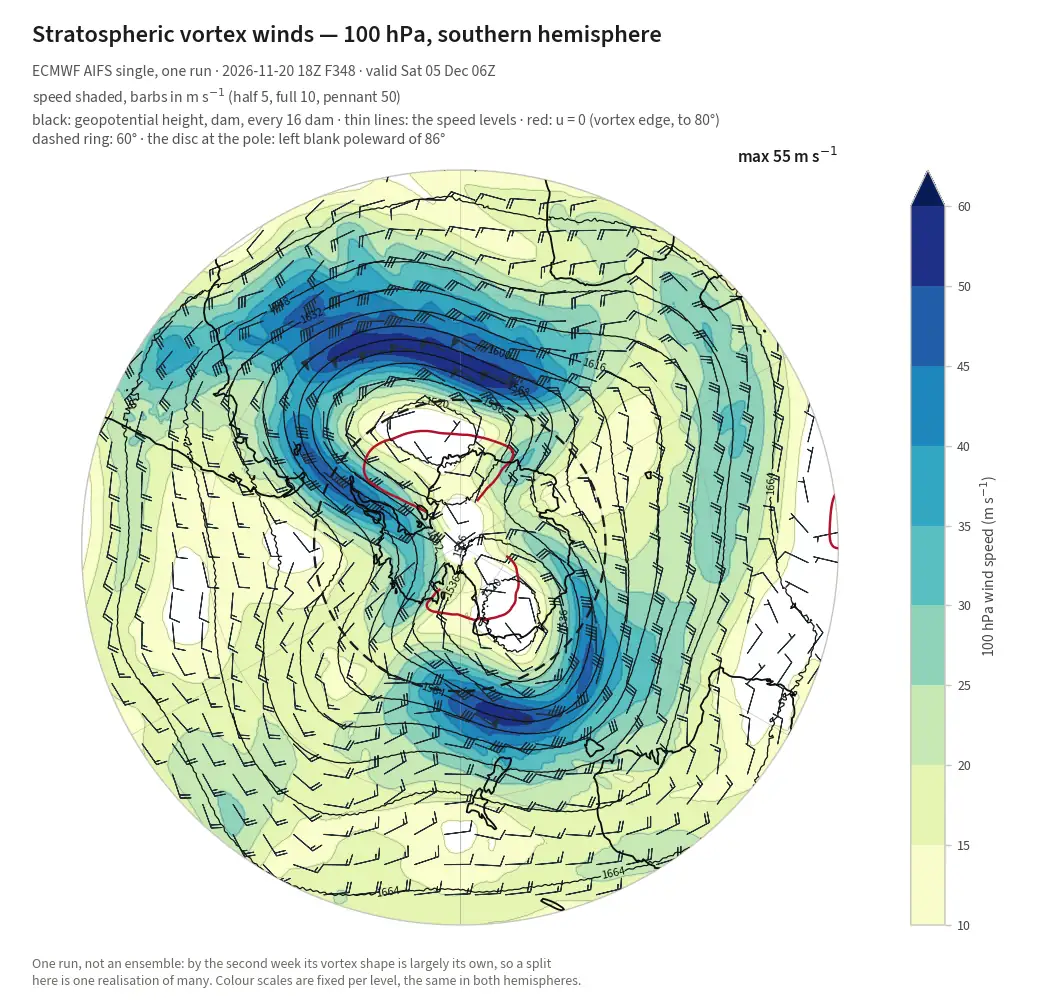 Stratospheric vortex winds — 100 hPa, southern hemisphere
ECMWF AIFS single, one run · 2026-11-20 18Z F348 · valid Sat 05 Dec 06Z
speed shaded, barbs in m s⁻¹ (half 5, full 10, pennant 50)
black: geopotential height, dam, every 16 dam · thin lines: the speed levels · red: u = 0 (vortex edge, to 80°)
dashed ring: 60° · the disc at the pole: left blank poleward of 86°
max 55 m s⁻¹
60
50
45
40
35
30
25
20
15
10
100 hPa wind speed (m s⁻¹)
1632
1600
1616
1568
1536
1520
1664
1536
1536
1664
1664
One run, not an ensemble: by the second week its vortex shape is largely its own, so a split
here is one realisation of many. Colour scales are fixed per level, the same in both hemispheres.